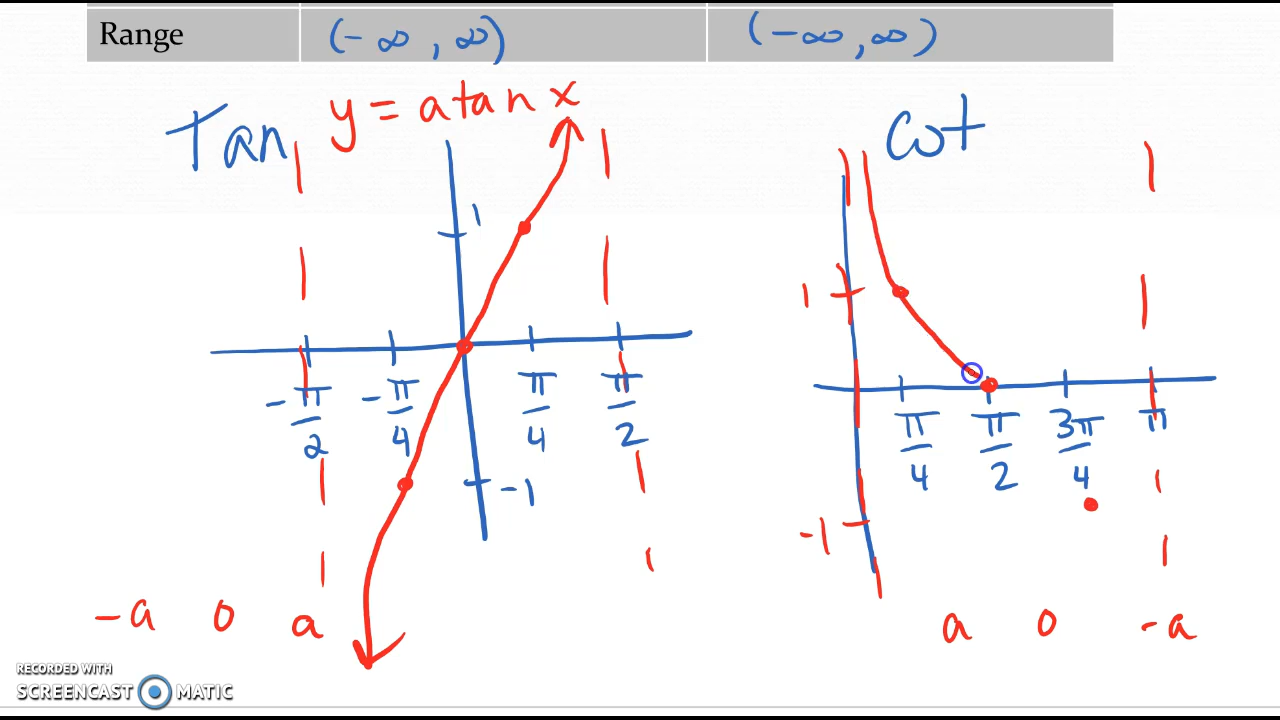 Range (-∞, ∞) (-∞, ∞)
Tan y = a tan x
cot
1
-π/2 -π/4 π/4 π/2
-1
1
π/4 π/2 3π/4 π
-1
-a 0 a
a 0 -a
RECORDED WITH
SCREENCAST MATIC